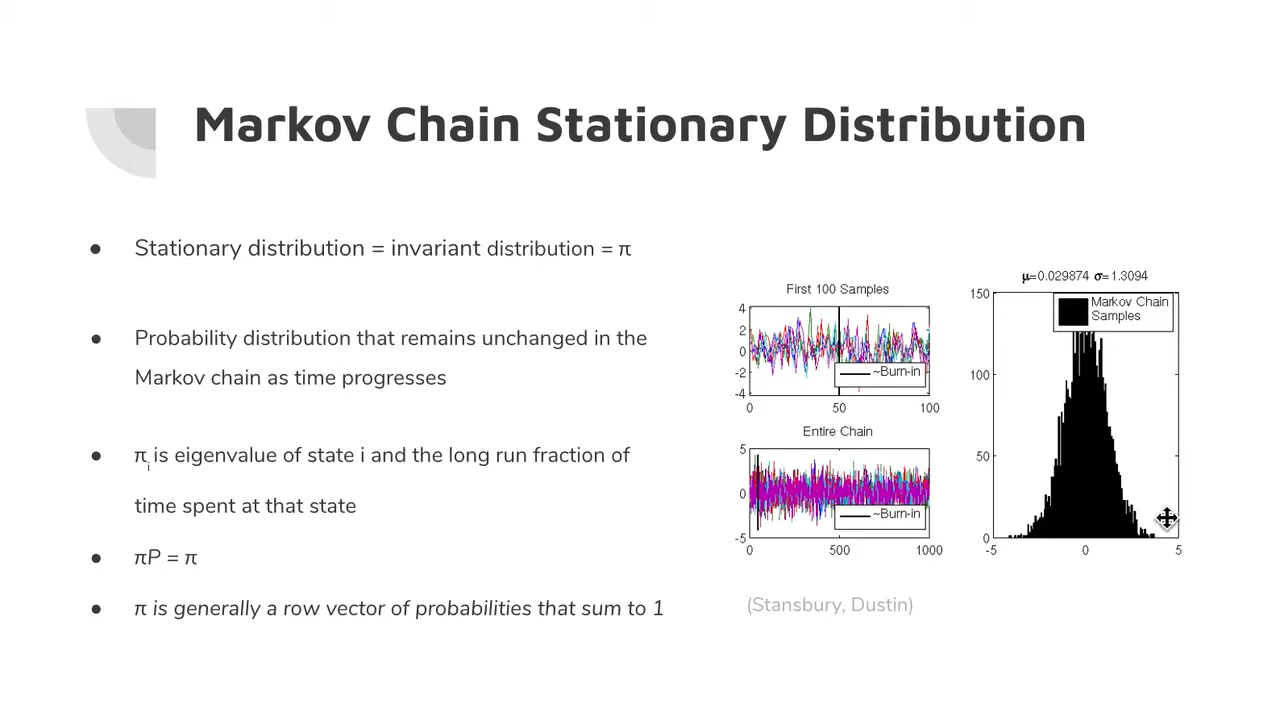 Markov Chain Stationary Distribution
● Stationary distribution = invariant distribution = π
● Probability distribution that remains unchanged in the
Markov chain as time progresses
● πᵢ is eigenvalue of state i and the long run fraction of
time spent at that state
● πP = π
● π is generally a row vector of probabilities that sum to 1
First 100 Samples
4
2
0
-2
-4
~Burn-in
0 50 100
Entire Chain
5
0
-5
~Burn-in
0 500 1000
μ=0.029874 σ=1.3094
150
100
50
0
Markov Chain
Samples
-5 0 5
(Stansbury, Dustin)